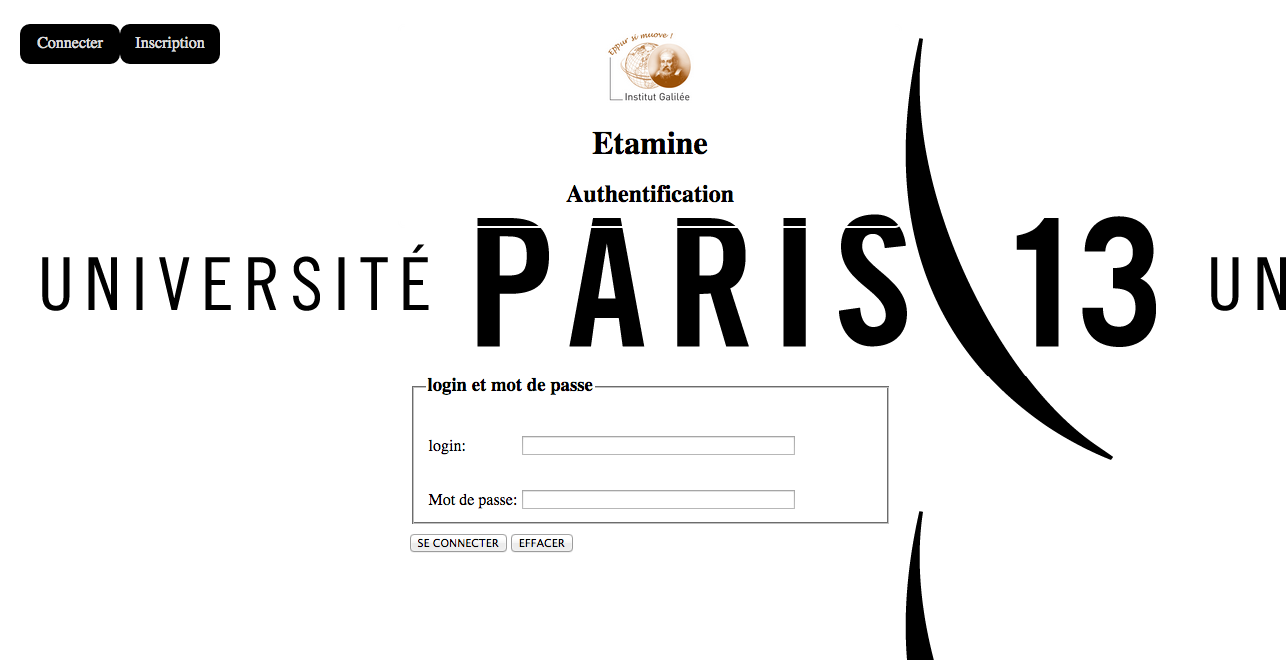 Connecter Inscription
Eppur si muove !
Institut Galilée
Etamine
Authentification
UNIVERSITÉ PARIS 13 UN
login et mot de passe
login:
Mot de passe:
SE CONNECTER EFFACER